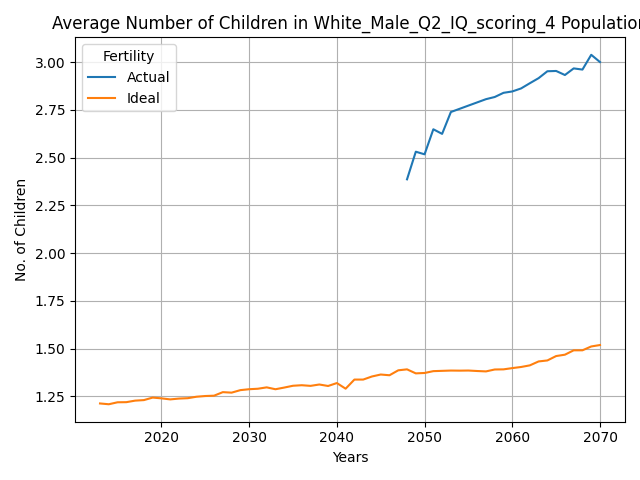 Average Number of Children in White_Male_Q2_IQ_scoring_4 Population
Fertility
Actual
Ideal
3.00
2.75
2.50
2.25
2.00
1.75
1.50
1.25
No. of Children
2020 2030 2040 2050 2060 2070
Years